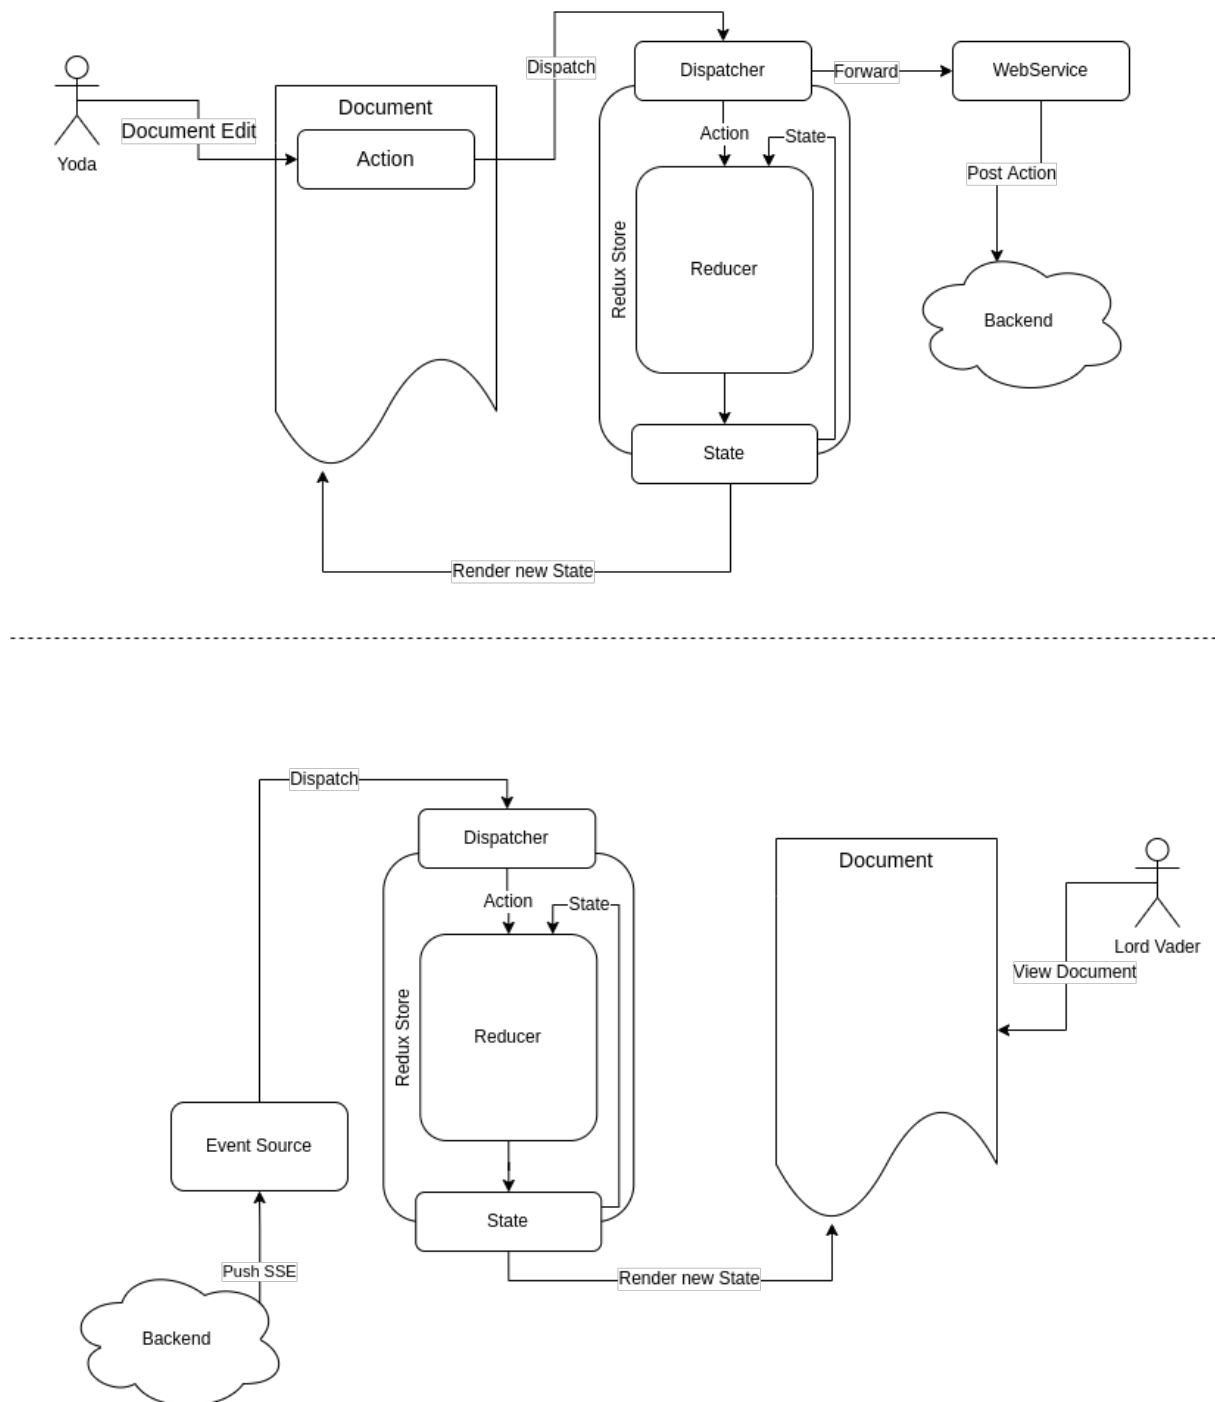 Dispatch
Dispatcher
Forward
WebService
Document
Document Edit
Action
Yoda
Action
State
Post Action
Redux Store
Reducer
Backend
State
Render new State
Dispatch
Dispatcher
Document
Action
State
Lord Vader
View Document
Redux Store
Reducer
Event Source
State
Push SSE
Render new State
Backend